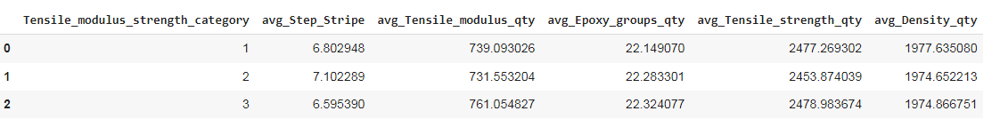 Tensile_modulus_strength_category avg_Step_Stripe avg_Tensile_modulus_qty avg_Epoxy_groups_qty avg_Tensile_strength_qty avg_Density_qty
0 1 6.802948 739.093026 22.149070 2477.269302 1977.635080
1 2 7.102289 731.553204 22.283301 2453.874039 1974.652213
2 3 6.595390 761.054827 22.324077 2478.983674 1974.866751